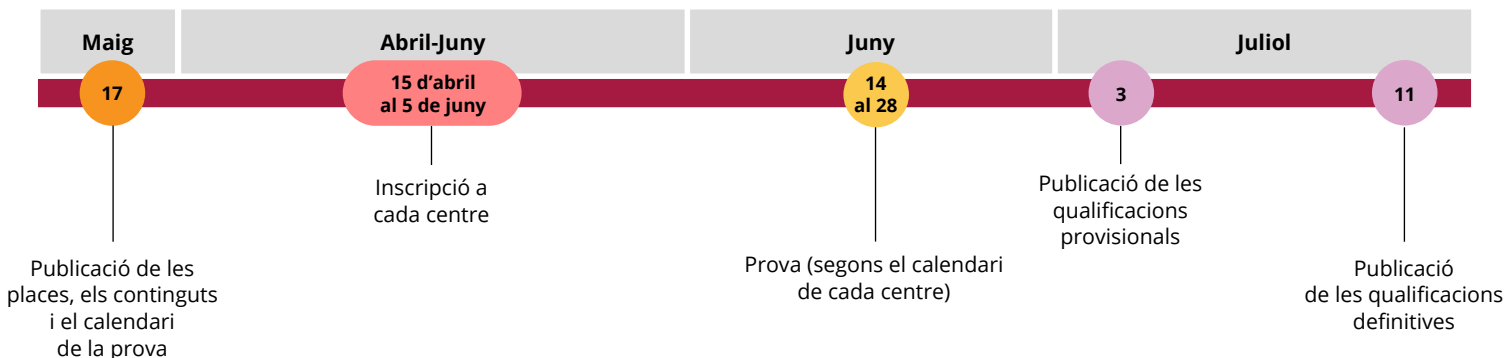 Maig
Abril-Juny
Juny
Juliol
17
15 d’abril
al 5 de juny
14
al 28
3
11
Publicació de les
places, els continguts
i el calendari
de la prova
Inscripció a
cada centre
Prova (segons el calendari
de cada centre)
Publicació de les
qualificacions
provisionals
Publicació
de les qualificacions
definitives